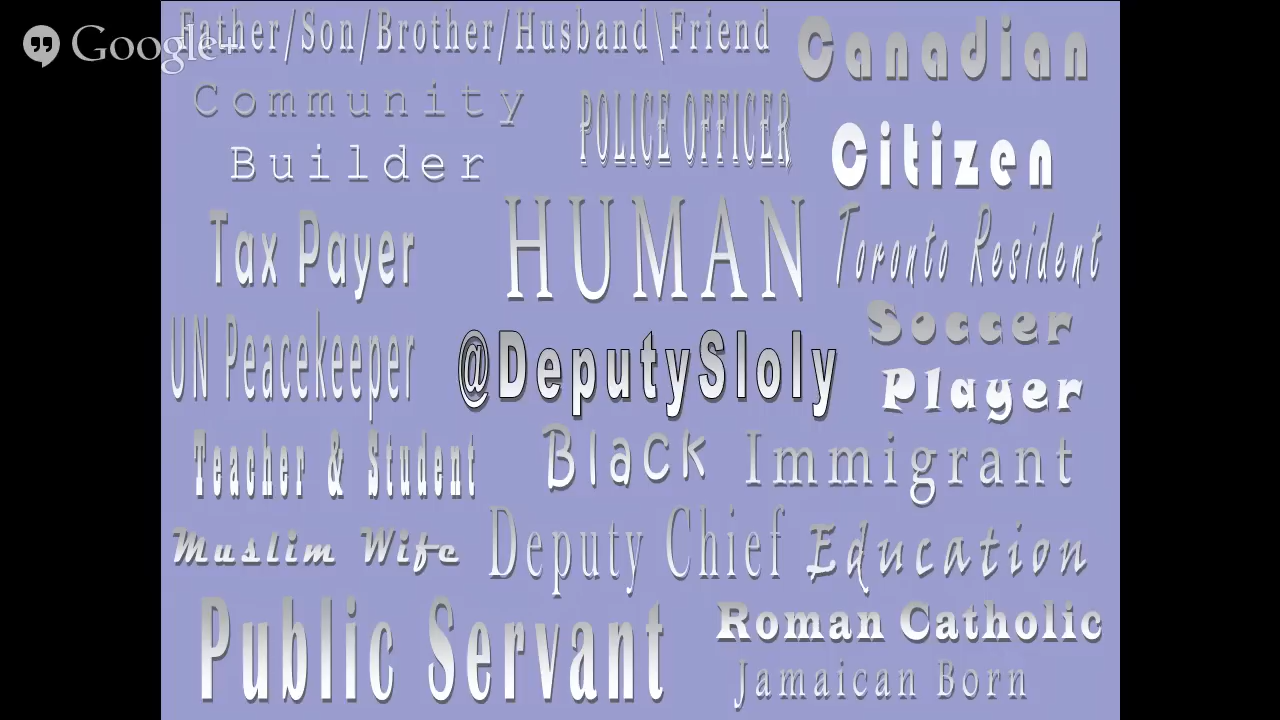 Google+
Father/Son/Brother/Husband\Friend
Canadian
Citizen
Community
Builder
POLICE OFFICER
Tax Payer
HUMAN
Toronto Resident
UN Peacekeeper
@DeputySloly
Soccer
Player
Teacher & Student
Black
Immigrant
Muslim Wife
Deputy Chief
Education
Public Servant
Roman Catholic
Jamaican Born